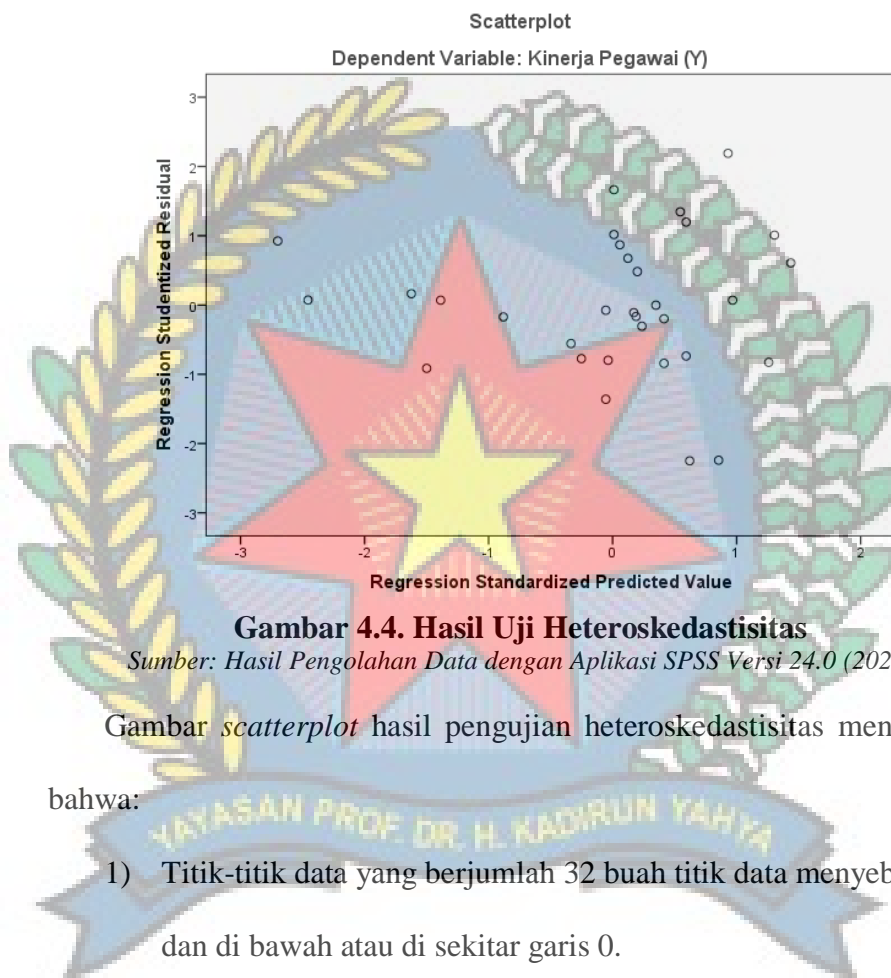 Scatterplot
Dependent Variable: Kinerja Pegawai (Y)
3
2
1
0
-1
-2
-3
Regression Studentized Residual
-3
-2
-1
0
1
2
Regression Standardized Predicted Value
Gambar 4.4. Hasil Uji Heteroskedastisitas
Sumber: Hasil Pengolahan Data dengan Aplikasi SPSS Versi 24.0 (202
Gambar scatterplot hasil pengujian heteroskedastisitas men
bahwa:
YAYASAN PROF. DR. H. KADIRUN YAHYA
1) Titik-titik data yang berjumlah 32 buah titik data menyeb
dan di bawah atau di sekitar garis 0.